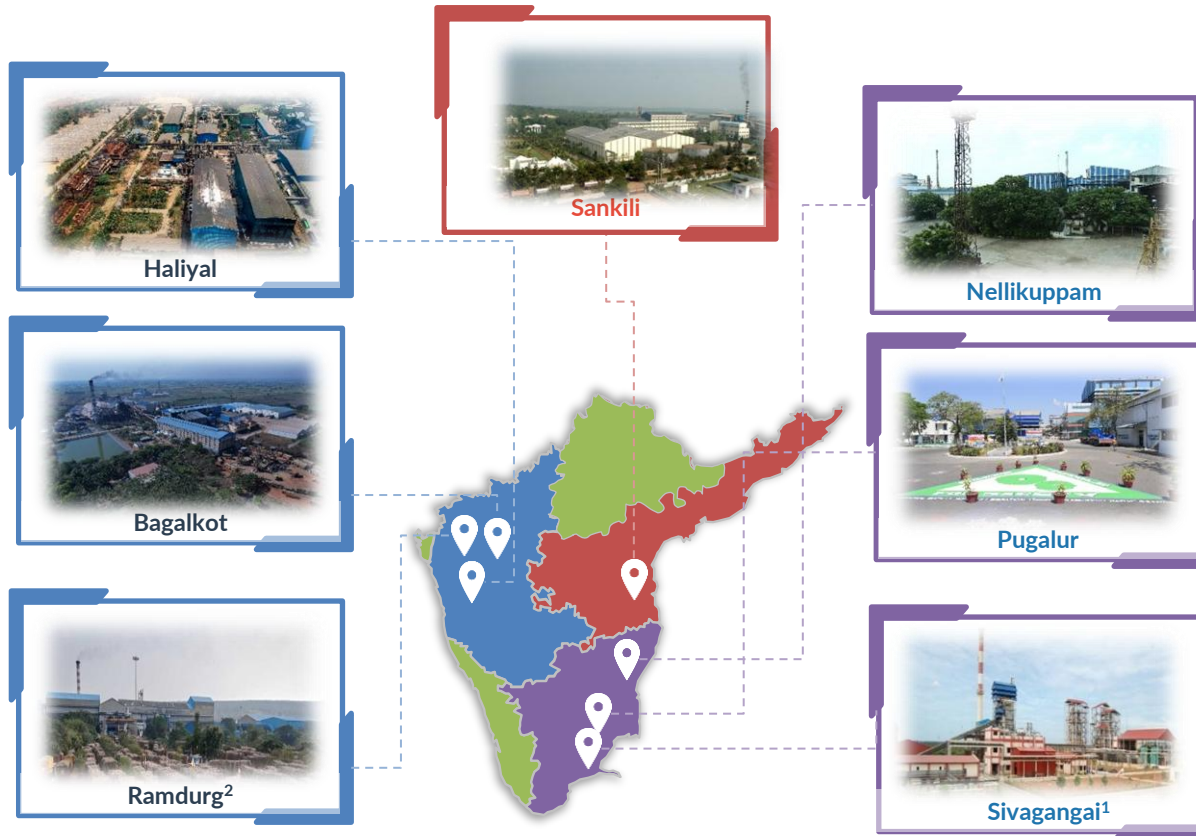 Sankili
Haliyal
Nellikuppam
Bagalkot
Pugalur
Ramdurg²
Sivagangai¹